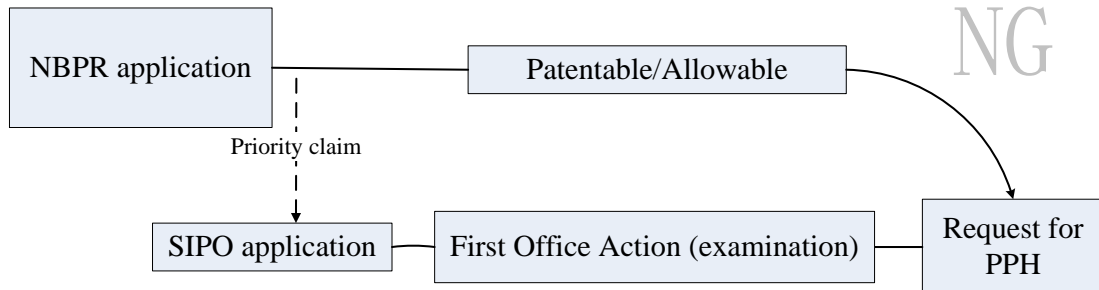 NG
NBPR application
Patentable/Allowable
Priority claim
SIPO application
First Office Action (examination)
Request for
PPH